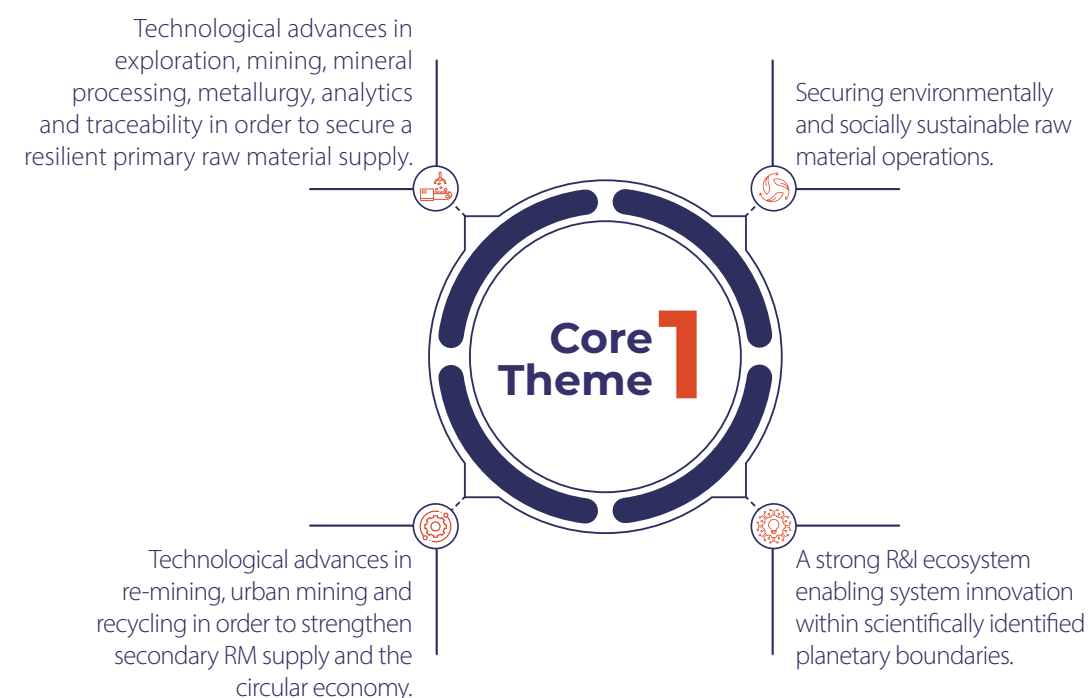 Technological advances in
exploration, mining, mineral
processing, metallurgy, analytics
and traceability in order to secure a
resilient primary raw material supply.
Securing environmentally
and socially sustainable raw
material operations.
Core
Theme
1
Technological advances in
re-mining, urban mining and
recycling in order to strengthen
secondary RM supply and the
circular economy.
A strong R&I ecosystem
enabling system innovation
within scientifically identified
planetary boundaries.